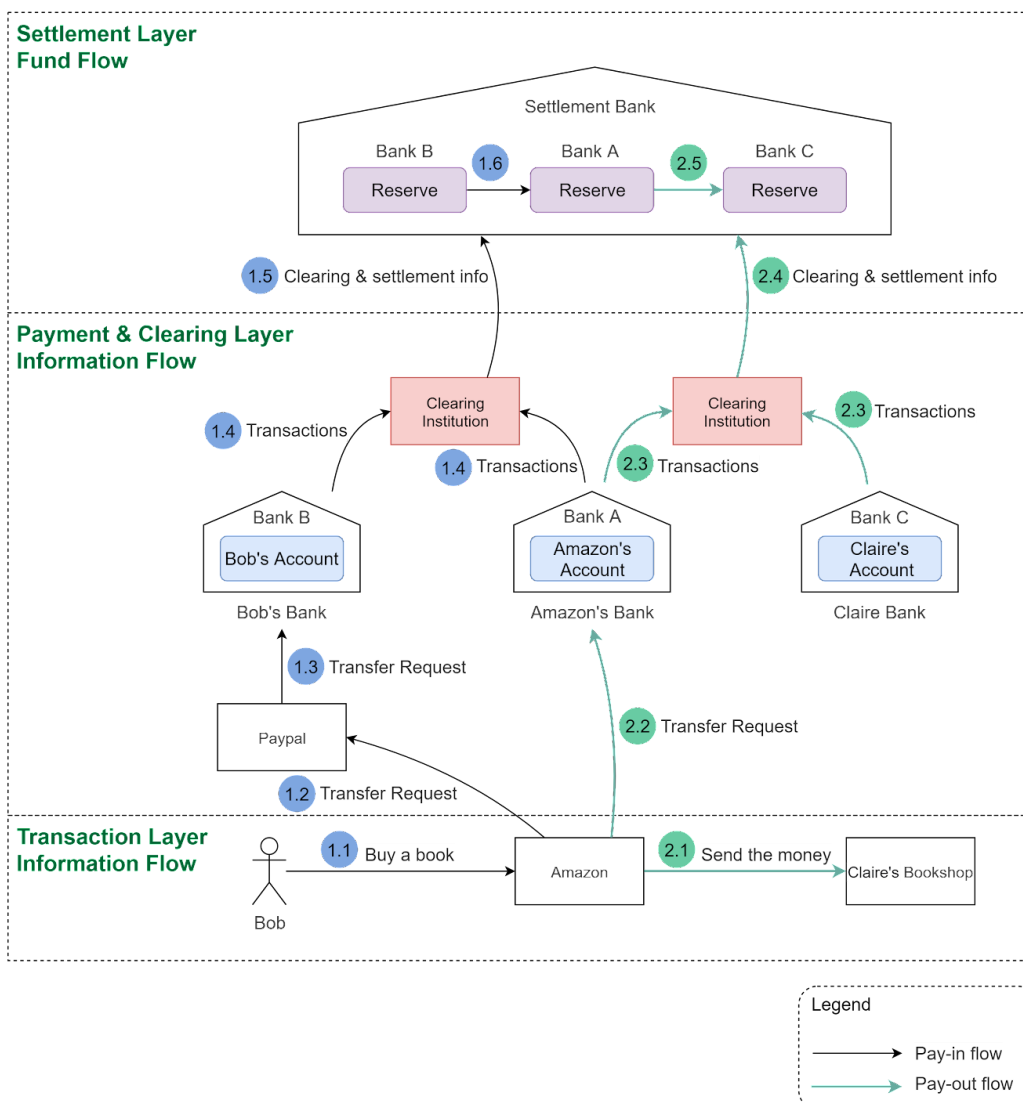 Settlement Layer
Fund Flow
Settlement Bank
Bank B
1.6
Bank A
2.5
Bank C
Reserve
Reserve
Reserve
1.5 Clearing & settlement info
2.4 Clearing & settlement info
Payment & Clearing Layer
Information Flow
Clearing
Institution
Clearing
Institution
1.4 Transactions
2.3 Transactions
1.4 Transactions
2.3 Transactions
Bank B
Bob's Account
Bob's Bank
Bank A
Amazon's
Account
Amazon's Bank
Bank C
Claire's
Account
Claire Bank
1.3 Transfer Request
Paypal
2.2 Transfer Request
1.2 Transfer Request
Transaction Layer
Information Flow
1.1 Buy a book
2.1 Send the money
Bob
Amazon
Claire's Bookshop
Legend
Pay-in flow
Pay-out flow